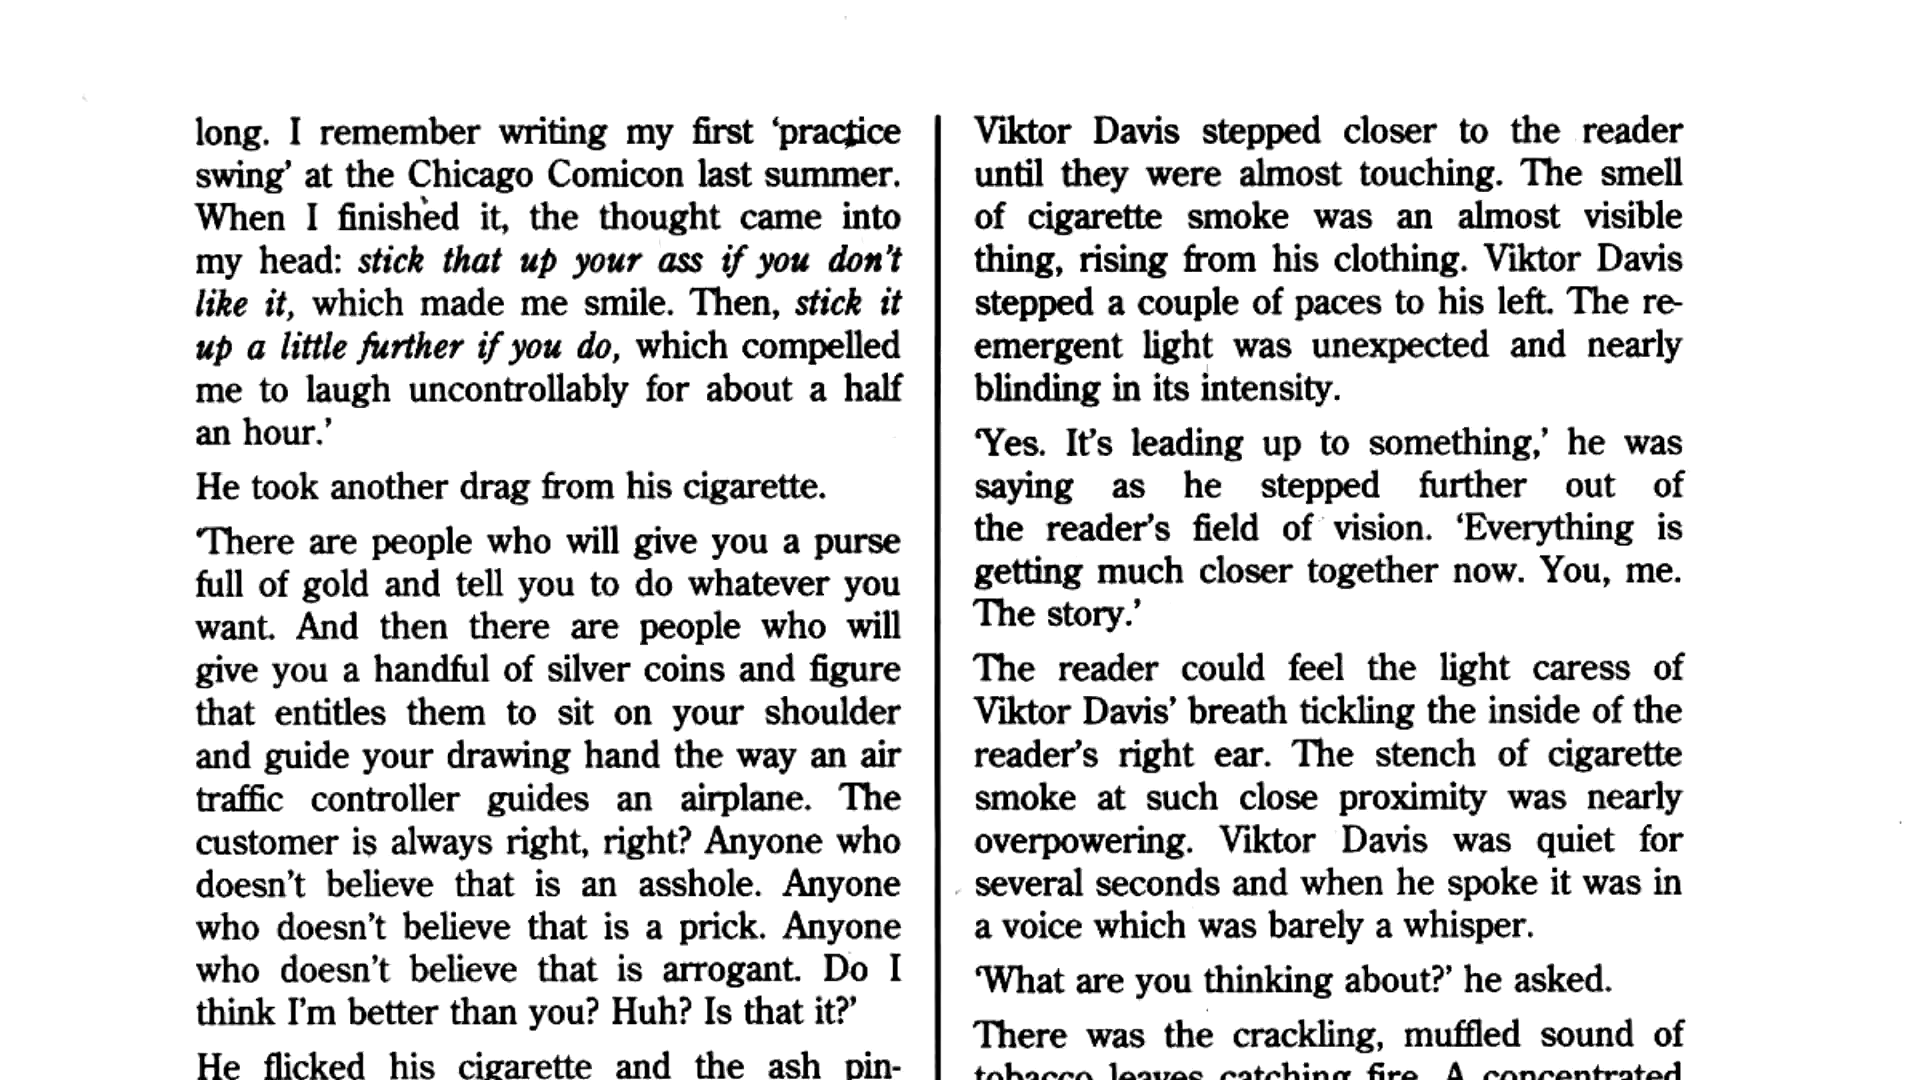 long. I remember writing my first ‘practice
swing’ at the Chicago Comicon last summer.
When I finished it, the thought came into
my head: stick that up your ass if you don’t
like it, which made me smile. Then, stick it
up a little further if you do, which compelled
me to laugh uncontrollably for about a half
an hour.’
He took another drag from his cigarette.
‘There are people who will give you a purse
full of gold and tell you to do whatever you
want. And then there are people who will
give you a handful of silver coins and figure
that entitles them to sit on your shoulder
and guide your drawing hand the way an air
traffic controller guides an airplane. The
customer is always right, right? Anyone who
doesn’t believe that is an asshole. Anyone
who doesn’t believe that is a prick. Anyone
who doesn’t believe that is arrogant. Do I
think I’m better than you? Huh? Is that it?’
He flicked his cigarette and the ash pin-
Viktor Davis stepped closer to the reader
until they were almost touching. The smell
of cigarette smoke was an almost visible
thing, rising from his clothing. Viktor Davis
stepped a couple of paces to his left. The re-
emergent light was unexpected and nearly
blinding in its intensity.
‘Yes. It’s leading up to something,’ he was
saying as he stepped further out of
the reader’s field of vision. ‘Everything is
getting much closer together now. You, me.
The story.’
The reader could feel the light caress of
Viktor Davis’ breath tickling the inside of the
reader’s right ear. The stench of cigarette
smoke at such close proximity was nearly
overpowering. Viktor Davis was quiet for
several seconds and when he spoke it was in
a voice which was barely a whisper.
‘What are you thinking about?’ he asked.
There was the crackling, muffled sound of
tobacco leaves catching fire. A concentrated